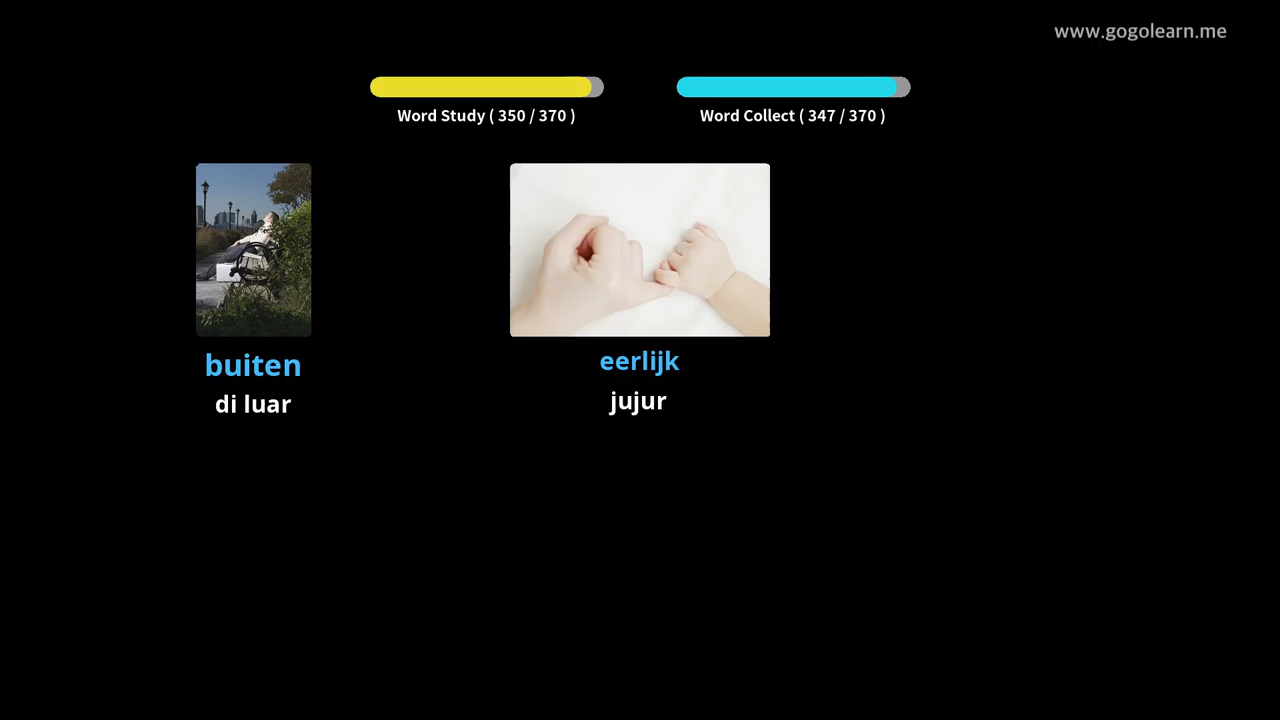 www.gogolearn.me
Word Study ( 350 / 370 )
Word Collect ( 347 / 370 )
buiten
di luar
eerlijk
jujur